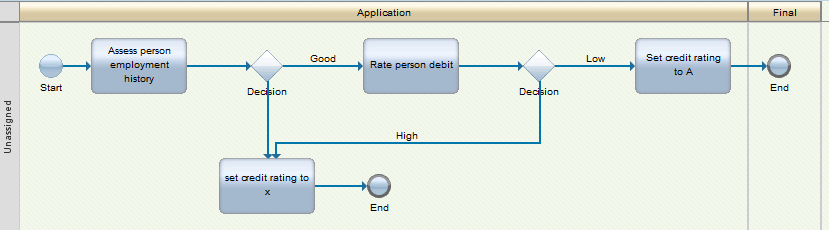 Application
Final
Unassigned
Start
Assess person
employment
history
Decision
Good
Rate person debit
Decision
Low
Set credit rating
to A
End
High
set credit rating to
x
End